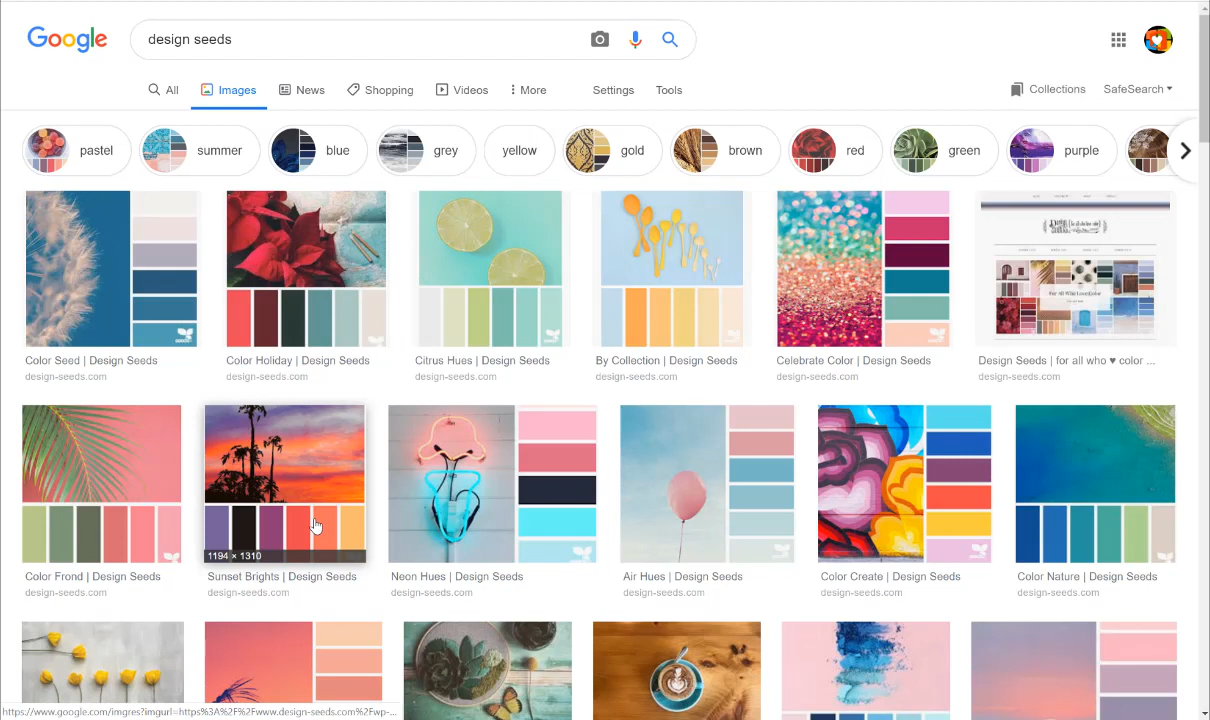 Google
design seeds
All
Images
News
Shopping
Videos
More
Settings
Tools
Collections
SafeSearch
pastel
summer
blue
grey
yellow
gold
brown
red
green
purple
Color Seed | Design Seeds
design-seeds.com
Color Holiday | Design Seeds
design-seeds.com
Citrus Hues | Design Seeds
design-seeds.com
By Collection | Design Seeds
design-seeds.com
Celebrate Color | Design Seeds
design-seeds.com
For All Who Love Color
Design Seeds | for all who ♥ color ...
design-seeds.com
Color Frond | Design Seeds
design-seeds.com
1194 × 1310
Sunset Brights | Design Seeds
design-seeds.com
Neon Hues | Design Seeds
design-seeds.com
Air Hues | Design Seeds
design-seeds.com
Color Create | Design Seeds
design-seeds.com
Color Nature | Design Seeds
design-seeds.com
https://www.google.com/imgres?imgurl=https%3A%2F%2Fwww.design-seeds.com%2Fwp-...